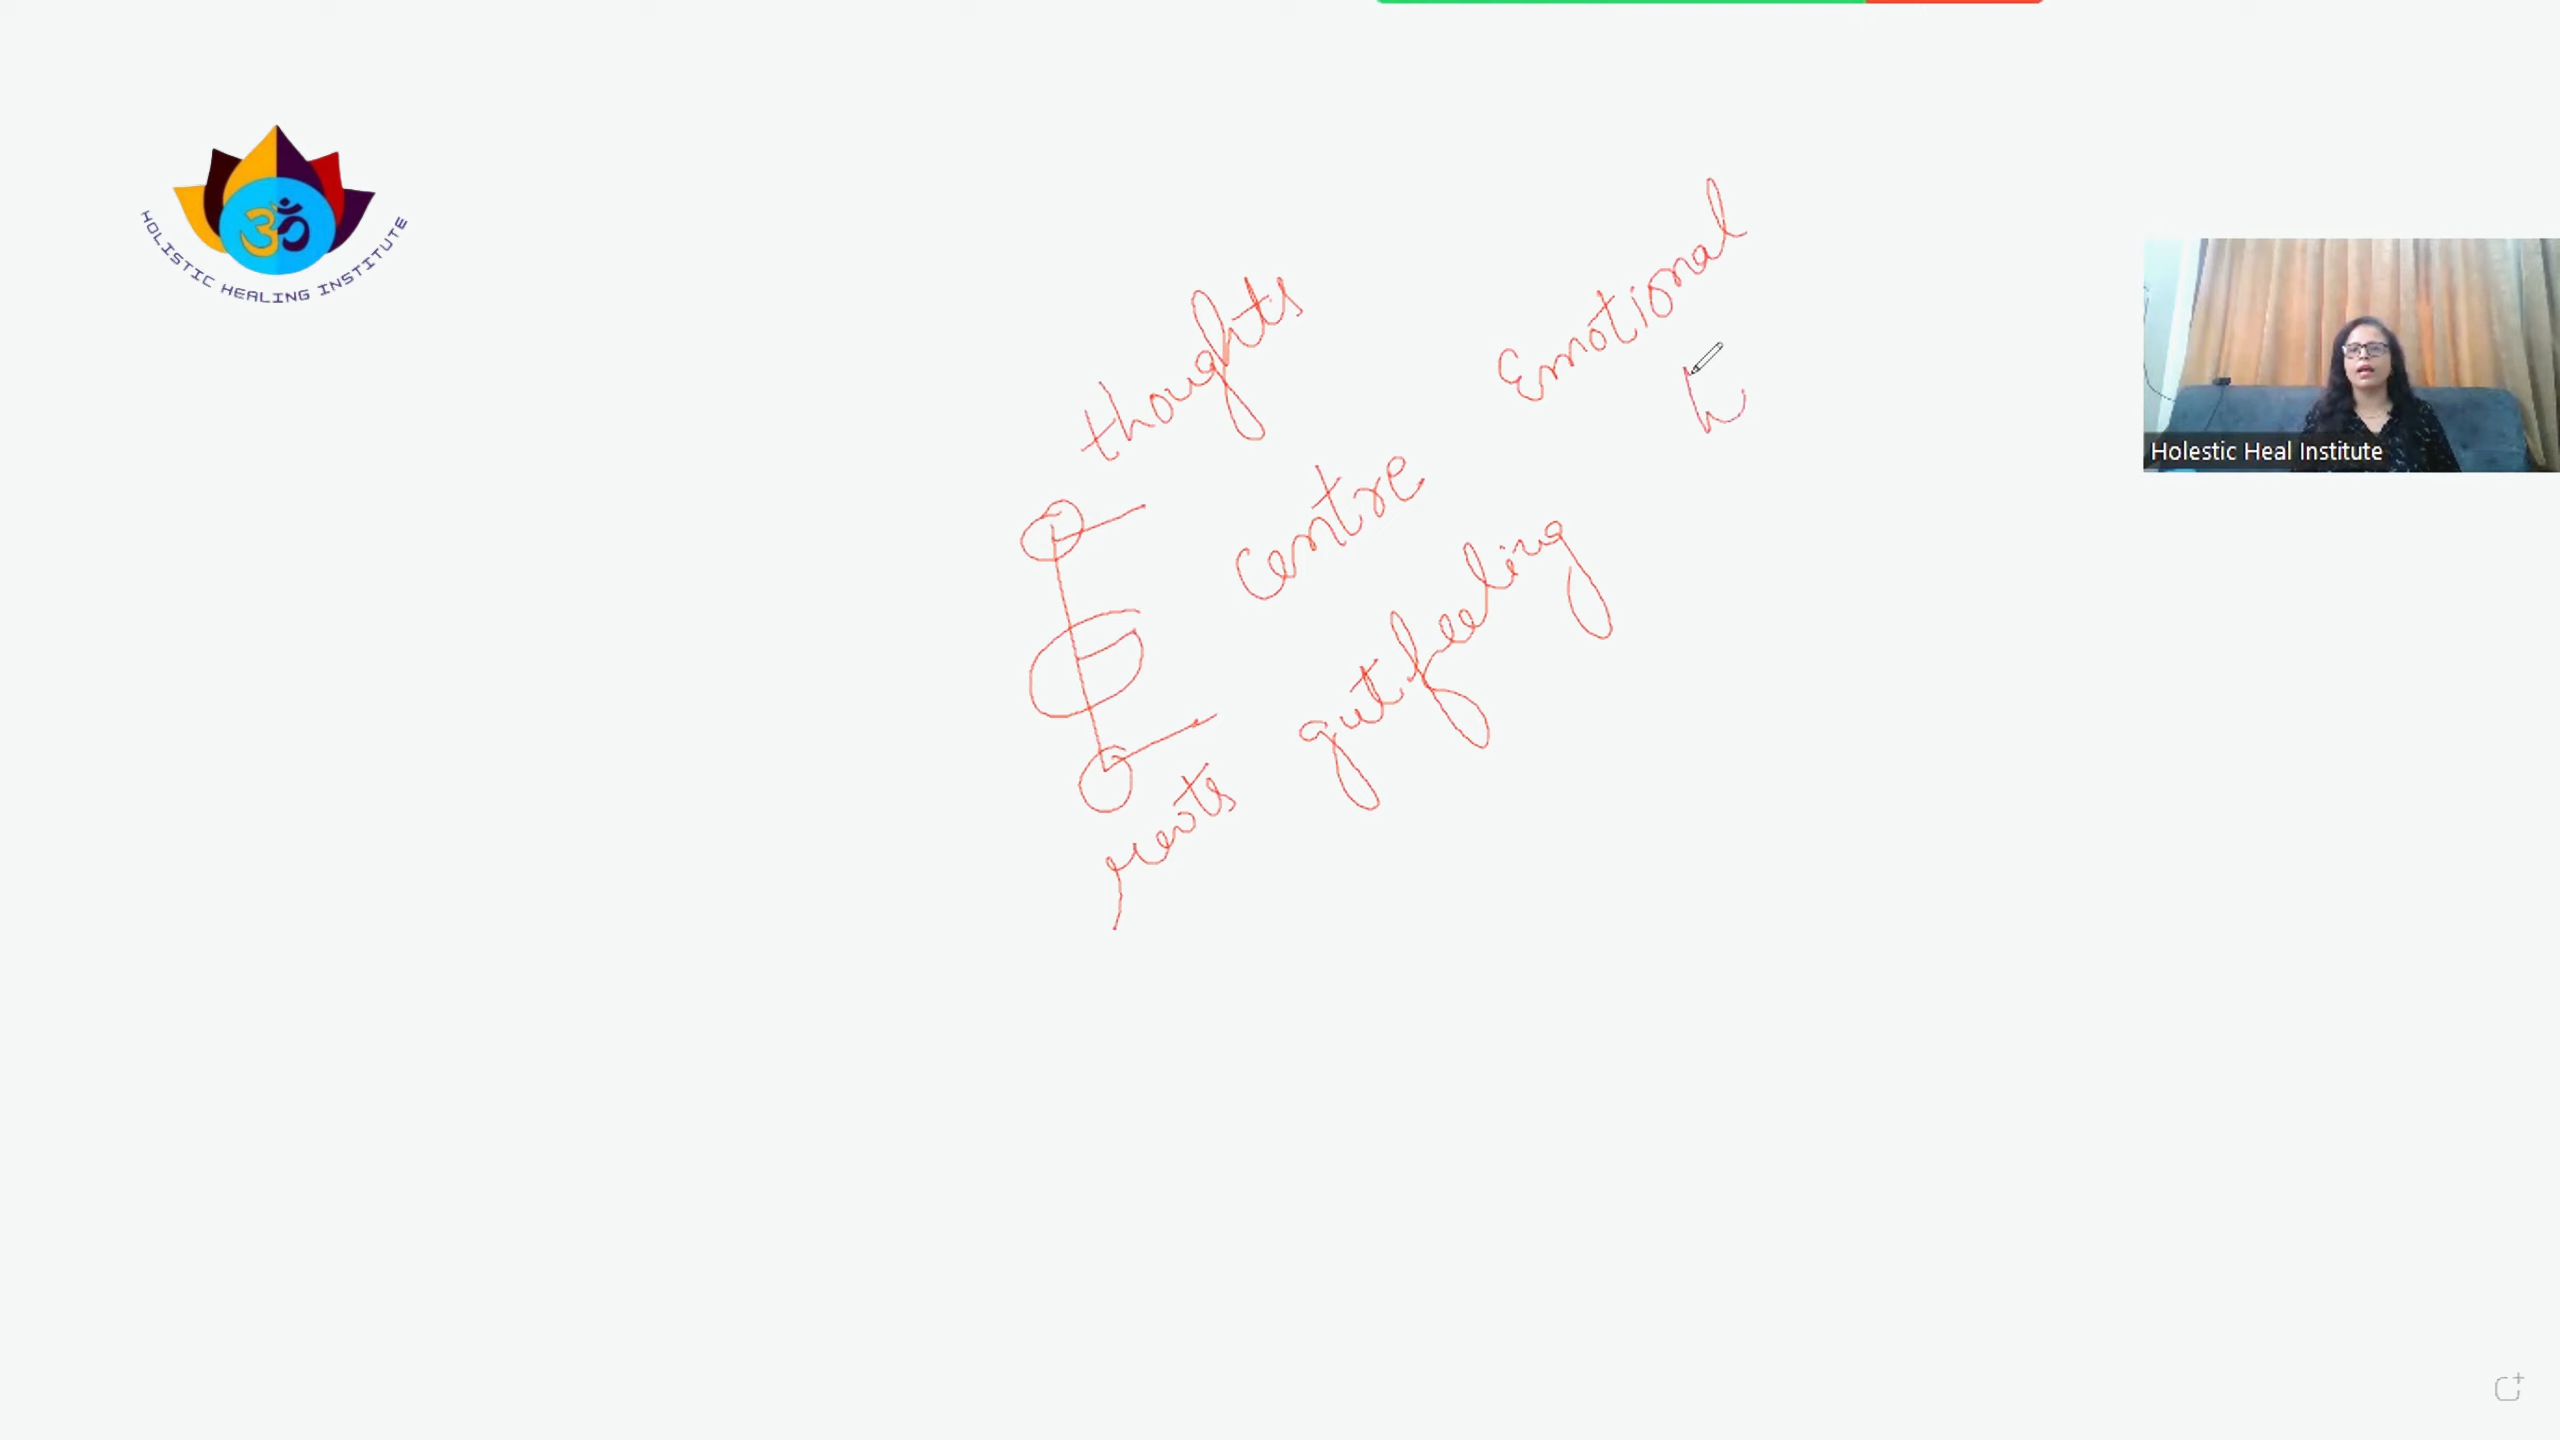 HOLISTIC HEALING INSTITUTE
thoughts
Emotional
h
Centre
gut feeling
roots
Holestic Heal Institute